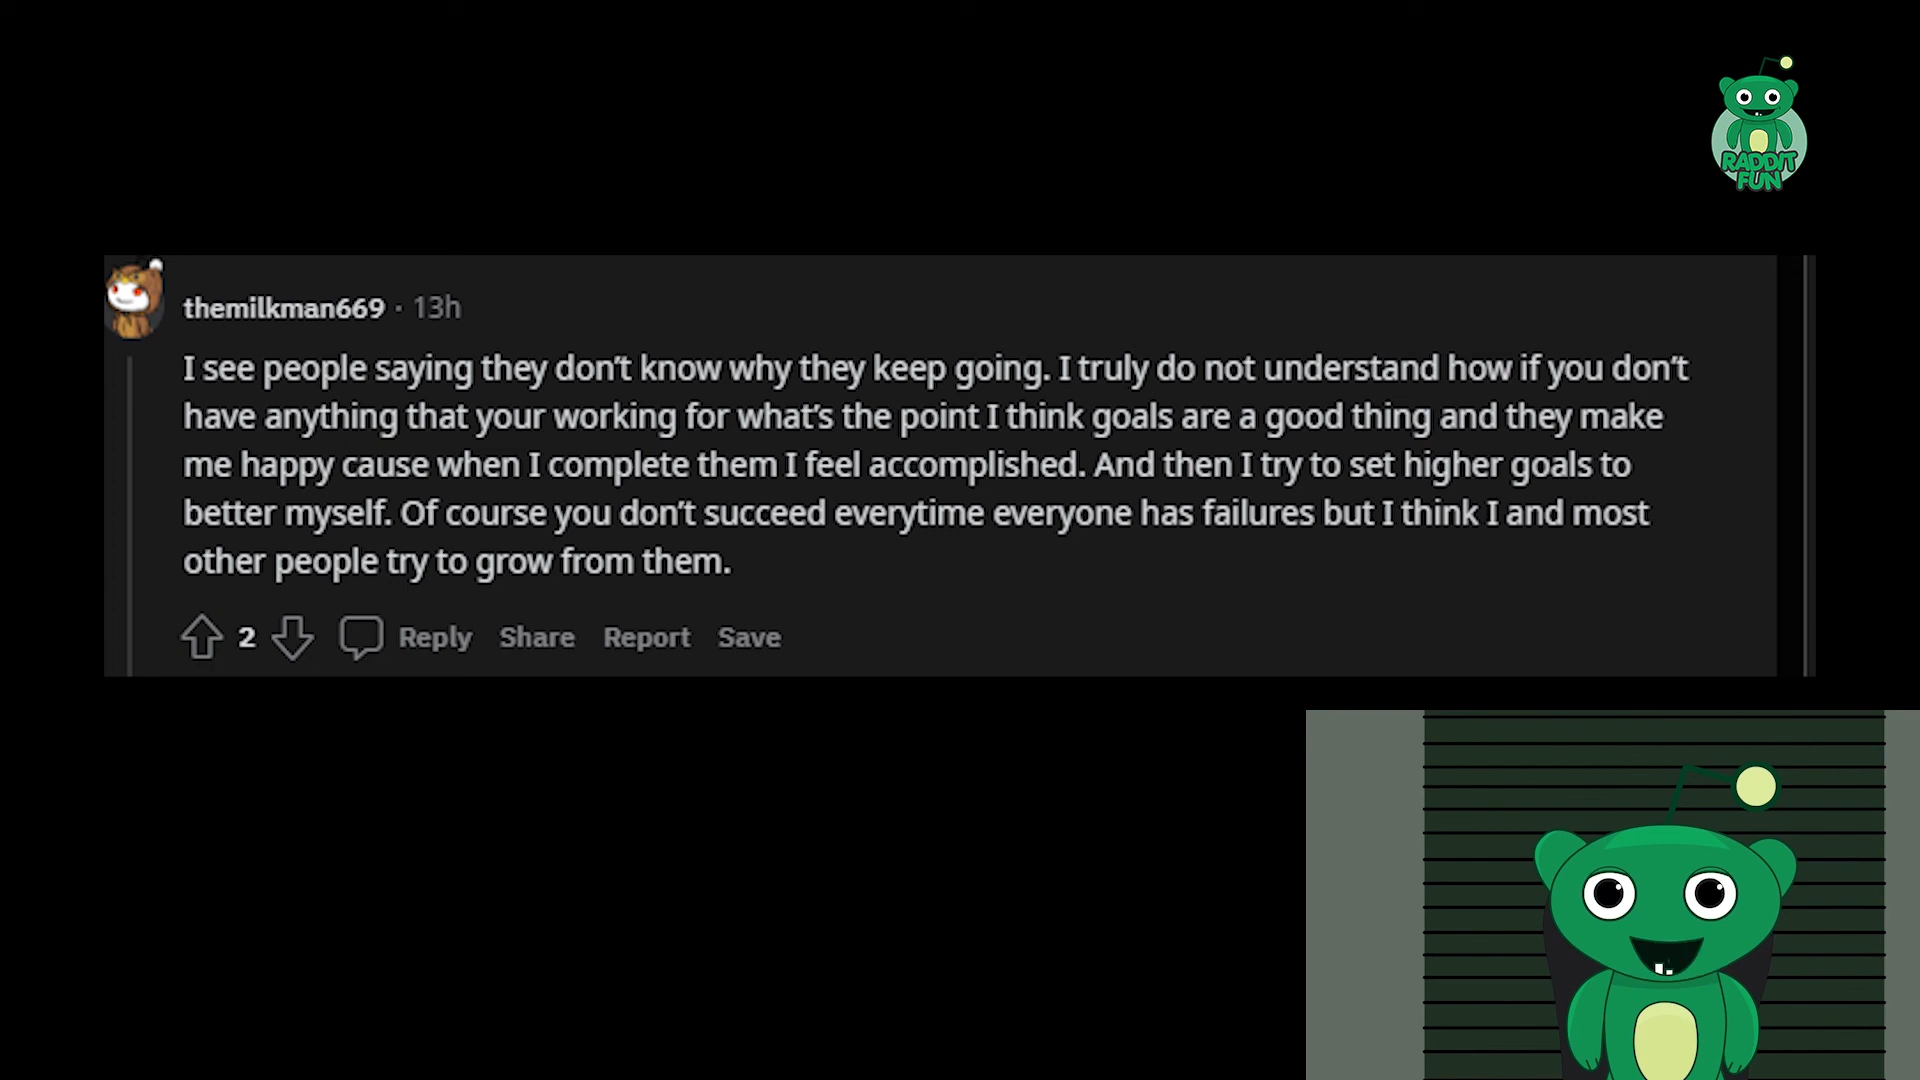 RADDIT
FUN
themilkman669 · 13h
I see people saying they don't know why they keep going. I truly do not understand how if you don't
have anything that your working for what's the point I think goals are a good thing and they make
me happy cause when I complete them I feel accomplished. And then I try to set higher goals to
better myself. Of course you don't succeed everytime everyone has failures but I think I and most
other people try to grow from them.
2 Reply Share Report Save